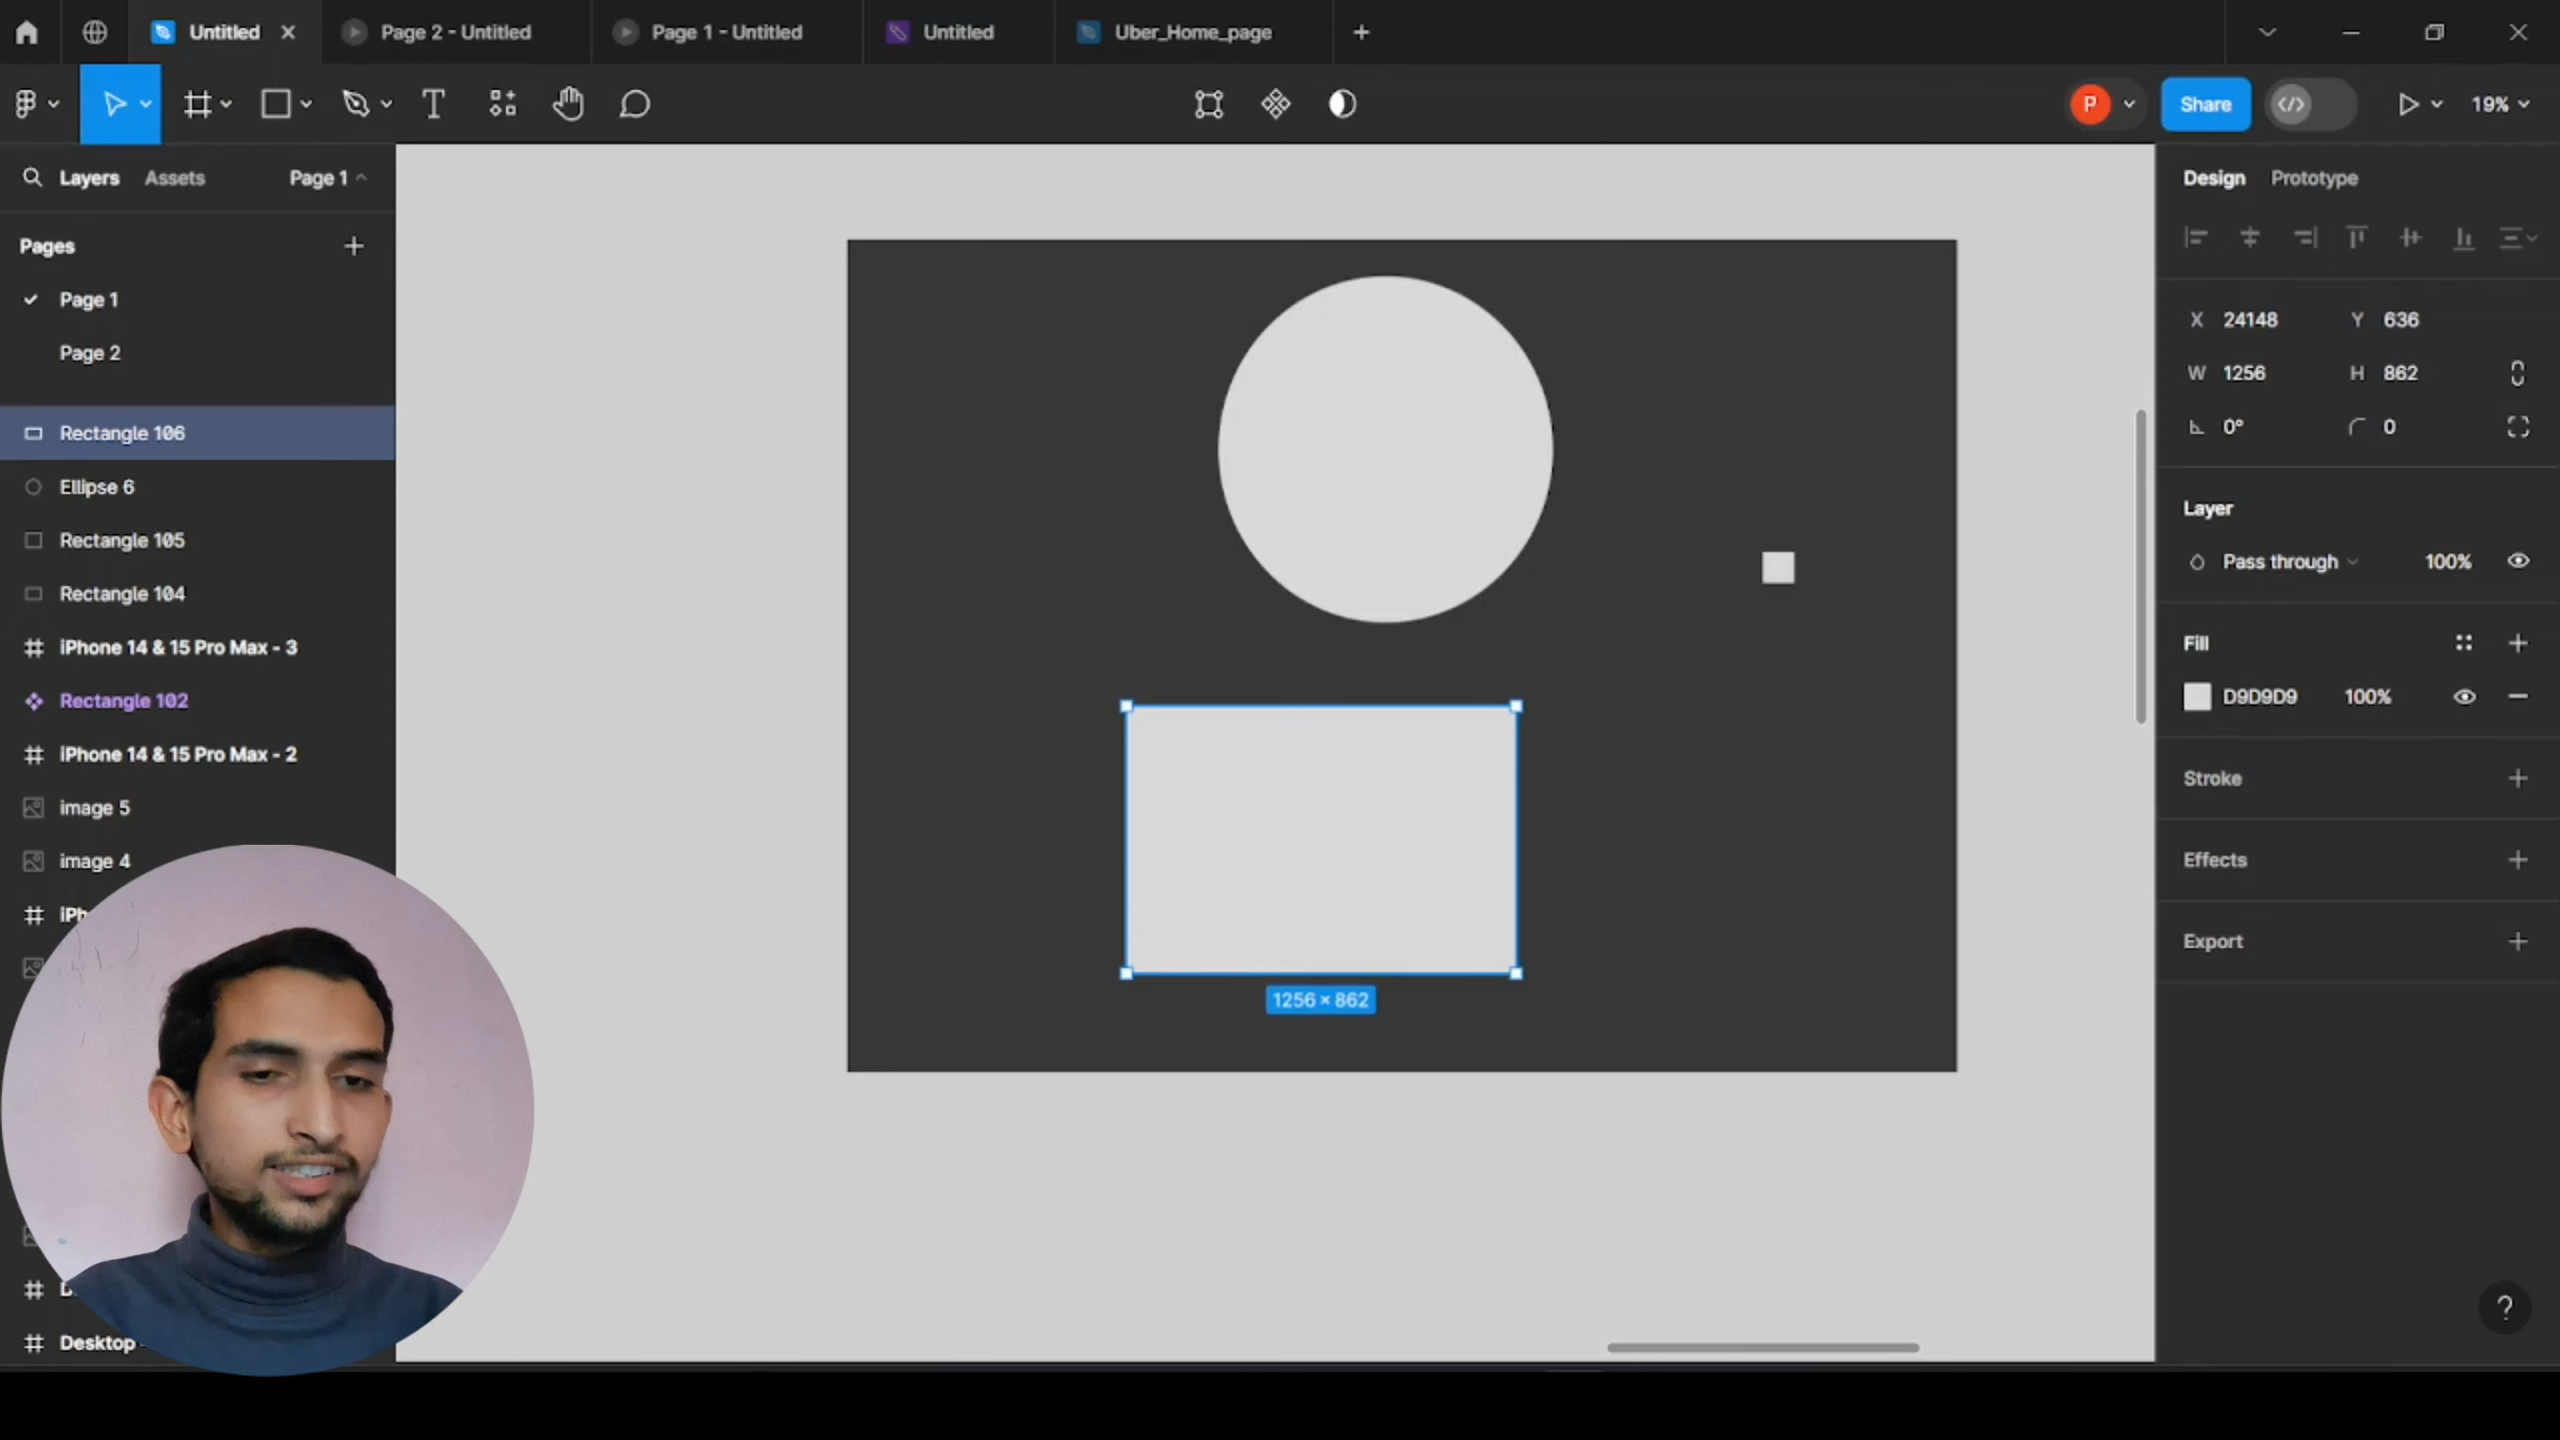 Untitled
Page 2 - Untitled
Page 1 - Untitled
Untitled
Uber_Home_page
P
Share
19%
Layers
Assets
Page 1
Pages
Page 1
Page 2
Rectangle 106
Ellipse 6
Rectangle 105
Rectangle 104
iPhone 14 & 15 Pro Max - 3
Rectangle 102
iPhone 14 & 15 Pro Max - 2
image 5
image 4
Desktop
1256 × 862
Design
Prototype
X 24148 Y 636
W 1256 H 862
0° 0
Layer
Pass through 100%
Fill
D9D9D9 100%
Stroke
Effects
Export
?